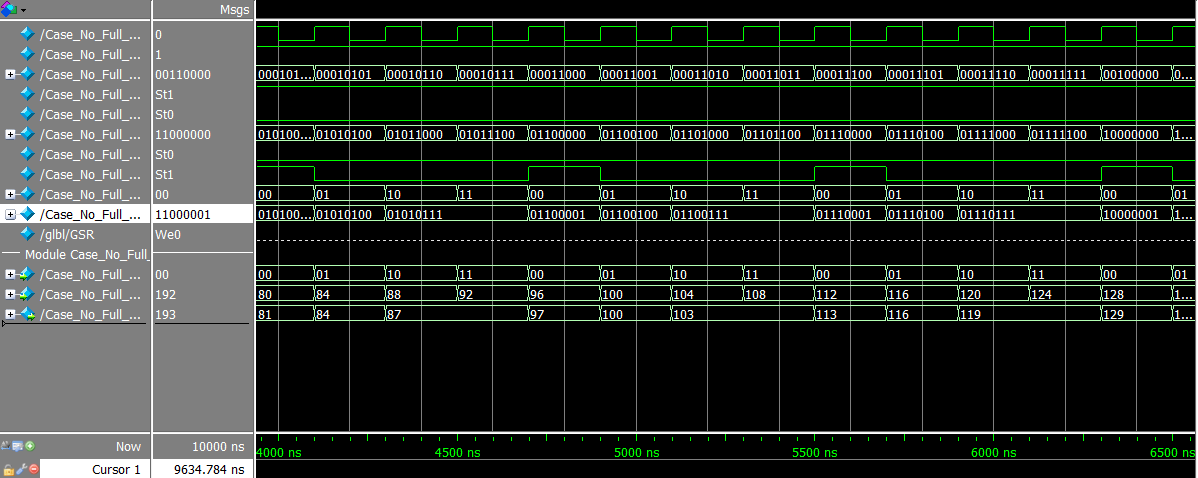 Msgs
/Case_No_Full_... 0
/Case_No_Full_... 1
/Case_No_Full_... 00110000 000101... 00010101 00010110 00010111 00011000 00011001 00011010 00011011 00011100 00011101 00011110 00011111 00100000 0...
/Case_No_Full_... St1
/Case_No_Full_... St0
/Case_No_Full_... 11000000 010100... 01010100 01011000 01011100 01100000 01100100 01101000 01101100 01110000 01110100 01111000 01111100 10000000 1...
/Case_No_Full_... St0
/Case_No_Full_... St1
/Case_No_Full_... 00 00 01 10 11 00 01 10 11 00 01 10 11 00 01
/Case_No_Full_... 11000001 010100... 01010100 01010111 01100001 01100100 01100111 01110001 01110100 01110111 10000001 1...
/glbl/GSR We0
Module Case_No_Full_
/Case_No_Full_... 00 00 01 10 11 00 01 10 11 00 01 10 11 00 01
/Case_No_Full_... 192 80 84 88 92 96 100 104 108 112 116 120 124 128 1...
/Case_No_Full_... 193 81 84 87 97 100 103 113 116 119 129 1...
Now 10000 ns
4000 ns 4500 ns 5000 ns 5500 ns 6000 ns 6500 ns
Cursor 1 9634.784 ns